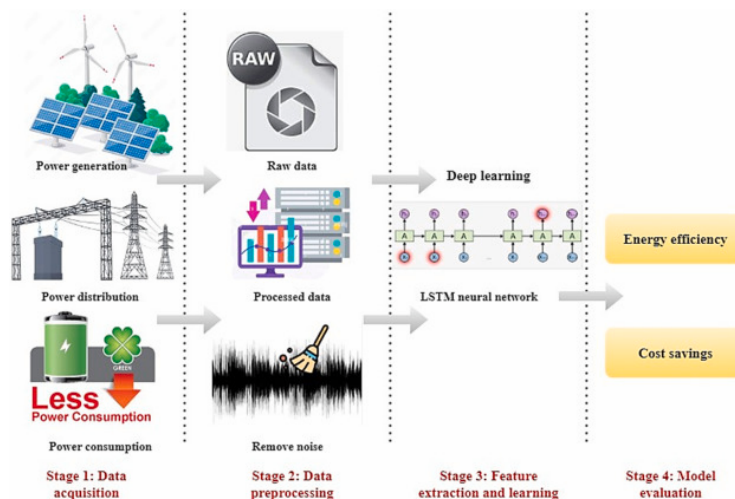 RAW
Power generation
Raw data
Deep learning
A A A A A A
Energy efficiency
Power distribution
Processed data
LSTM neural network
GREEN
Less
Power Consumption
Cost savings
Power consumption
Remove noise
Stage 1: Data
acquisition
Stage 2: Data
preprocessing
Stage 3: Feature
extraction and learning
Stage 4: Model
evaluation